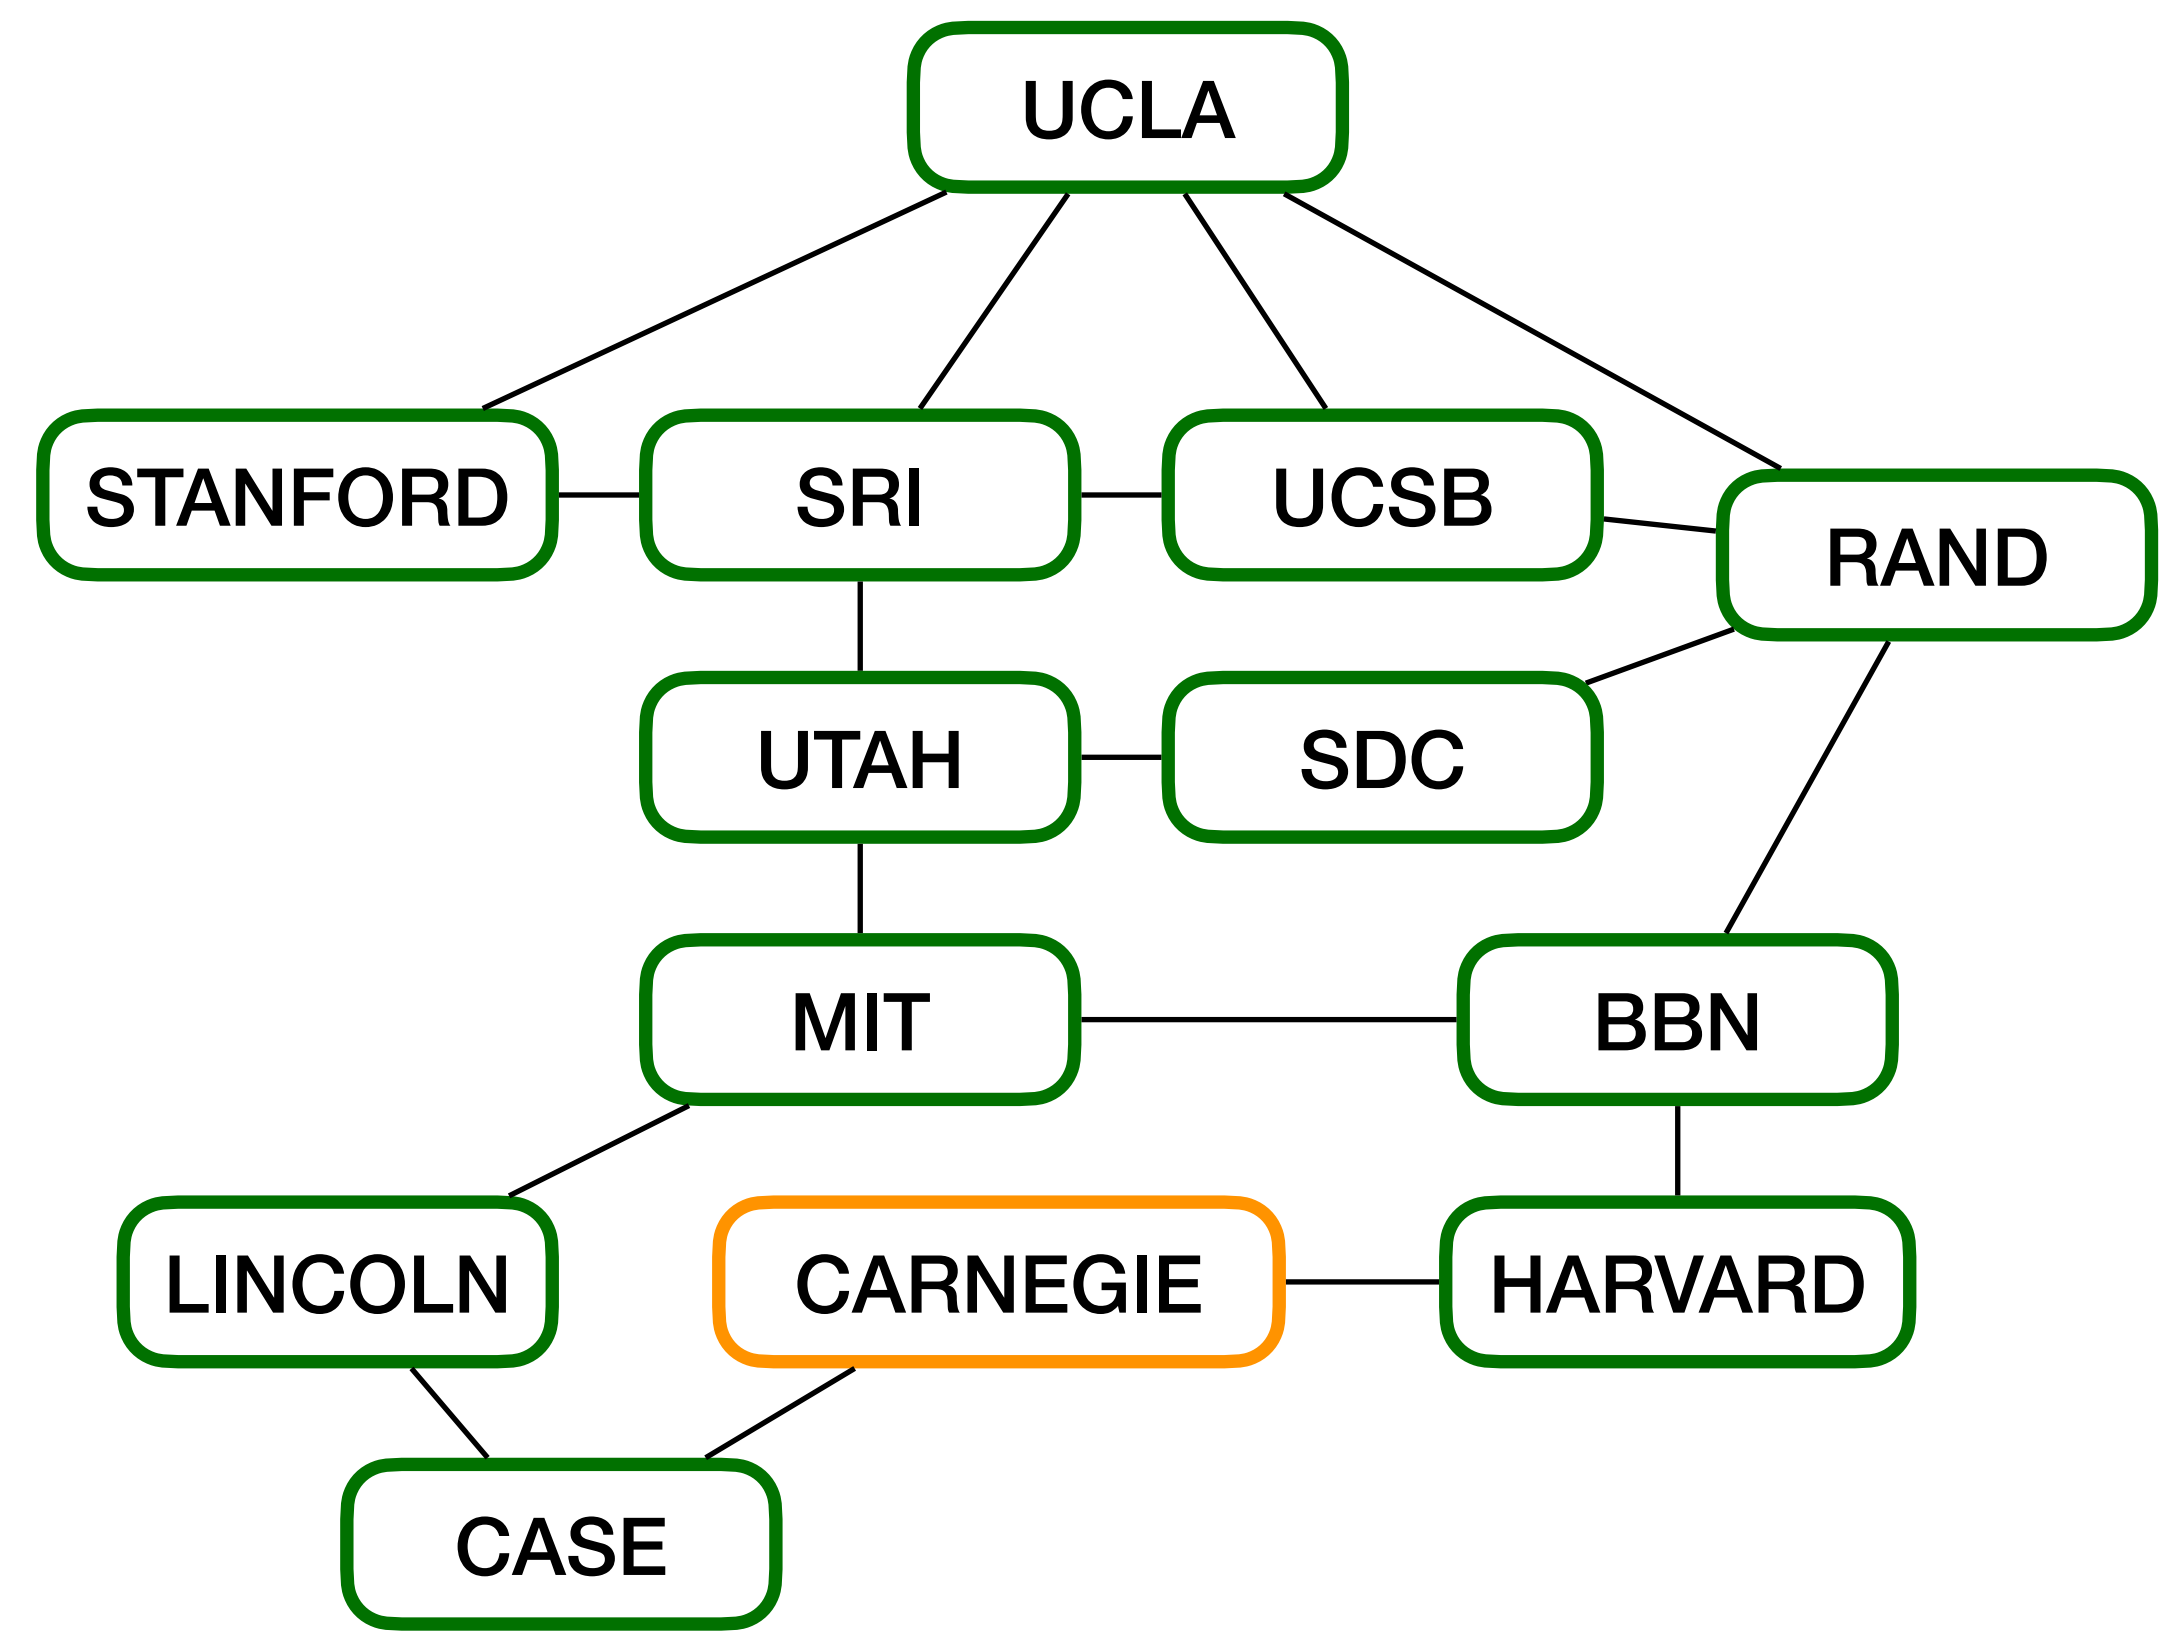 UCLA
STANFORD
SRI
UCSB
RAND
UTAH
SDC
MIT
BBN
LINCOLN
CARNEGIE
HARVARD
CASE